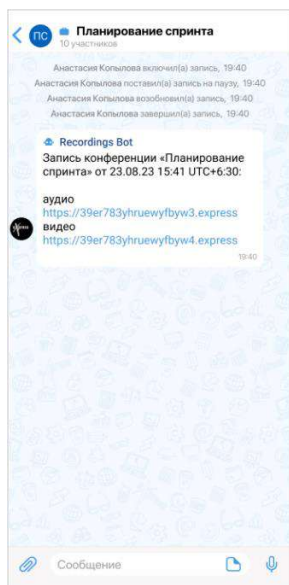 ПС
Планирование спринта
10 участников
Анастасия Копылова включил(а) запись, 19:40
Анастасия Копылова поставил(а) запись на паузу, 19:40
Анастасия Копылова возобновил(а) запись, 19:40
Анастасия Копылова завершил(а) запись, 19:40
Recordings Bot
Запись конференции «Планирование
спринта» от 23.08.23 15:41 UTC+6:30:
аудио
https://39er783yhruewyfbyw3.express
видео
https://39er783yhruewyfbyw4.express
19:40
Сообщение